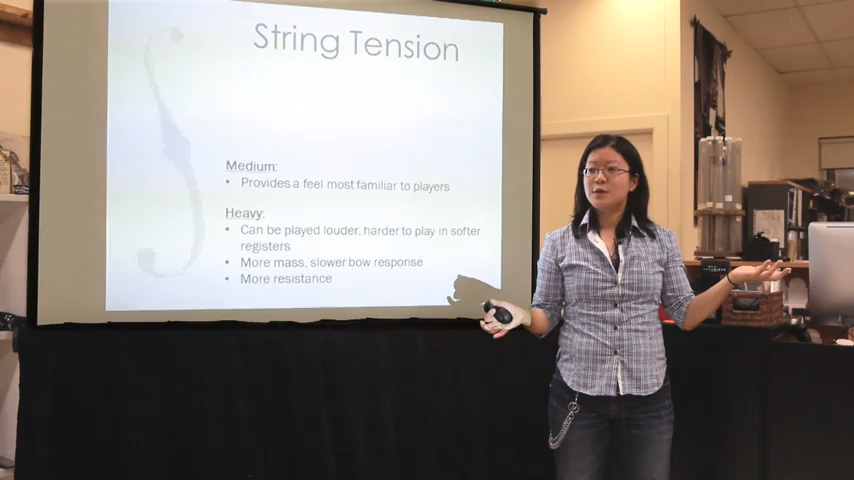 String Tension
Medium:
• Provides a feel most familiar to players
Heavy:
• Can be played louder, harder to play in softer
registers
• More mass, slower bow response
• More resistance